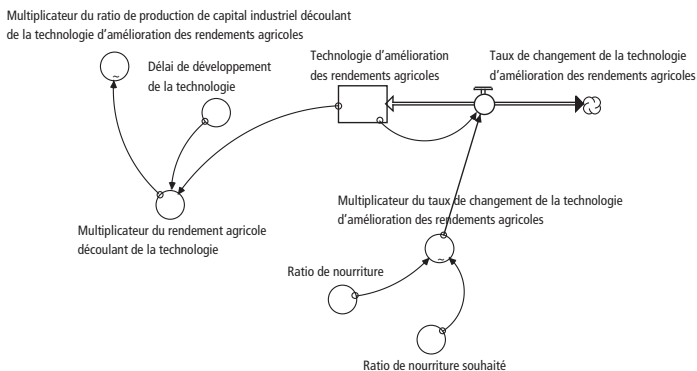 Multiplicateur du ratio de production de capital industriel découlant
de la technologie d’amélioration des rendements agricoles
Délai de développement
de la technologie
Technologie d’amélioration
des rendements agricoles
Taux de changement de la technologie
d’amélioration des rendements agricoles
Multiplicateur du rendement agricole
découlant de la technologie
Multiplicateur du taux de changement de la technologie
d’amélioration des rendements agricoles
Ratio de nourriture
Ratio de nourriture souhaité